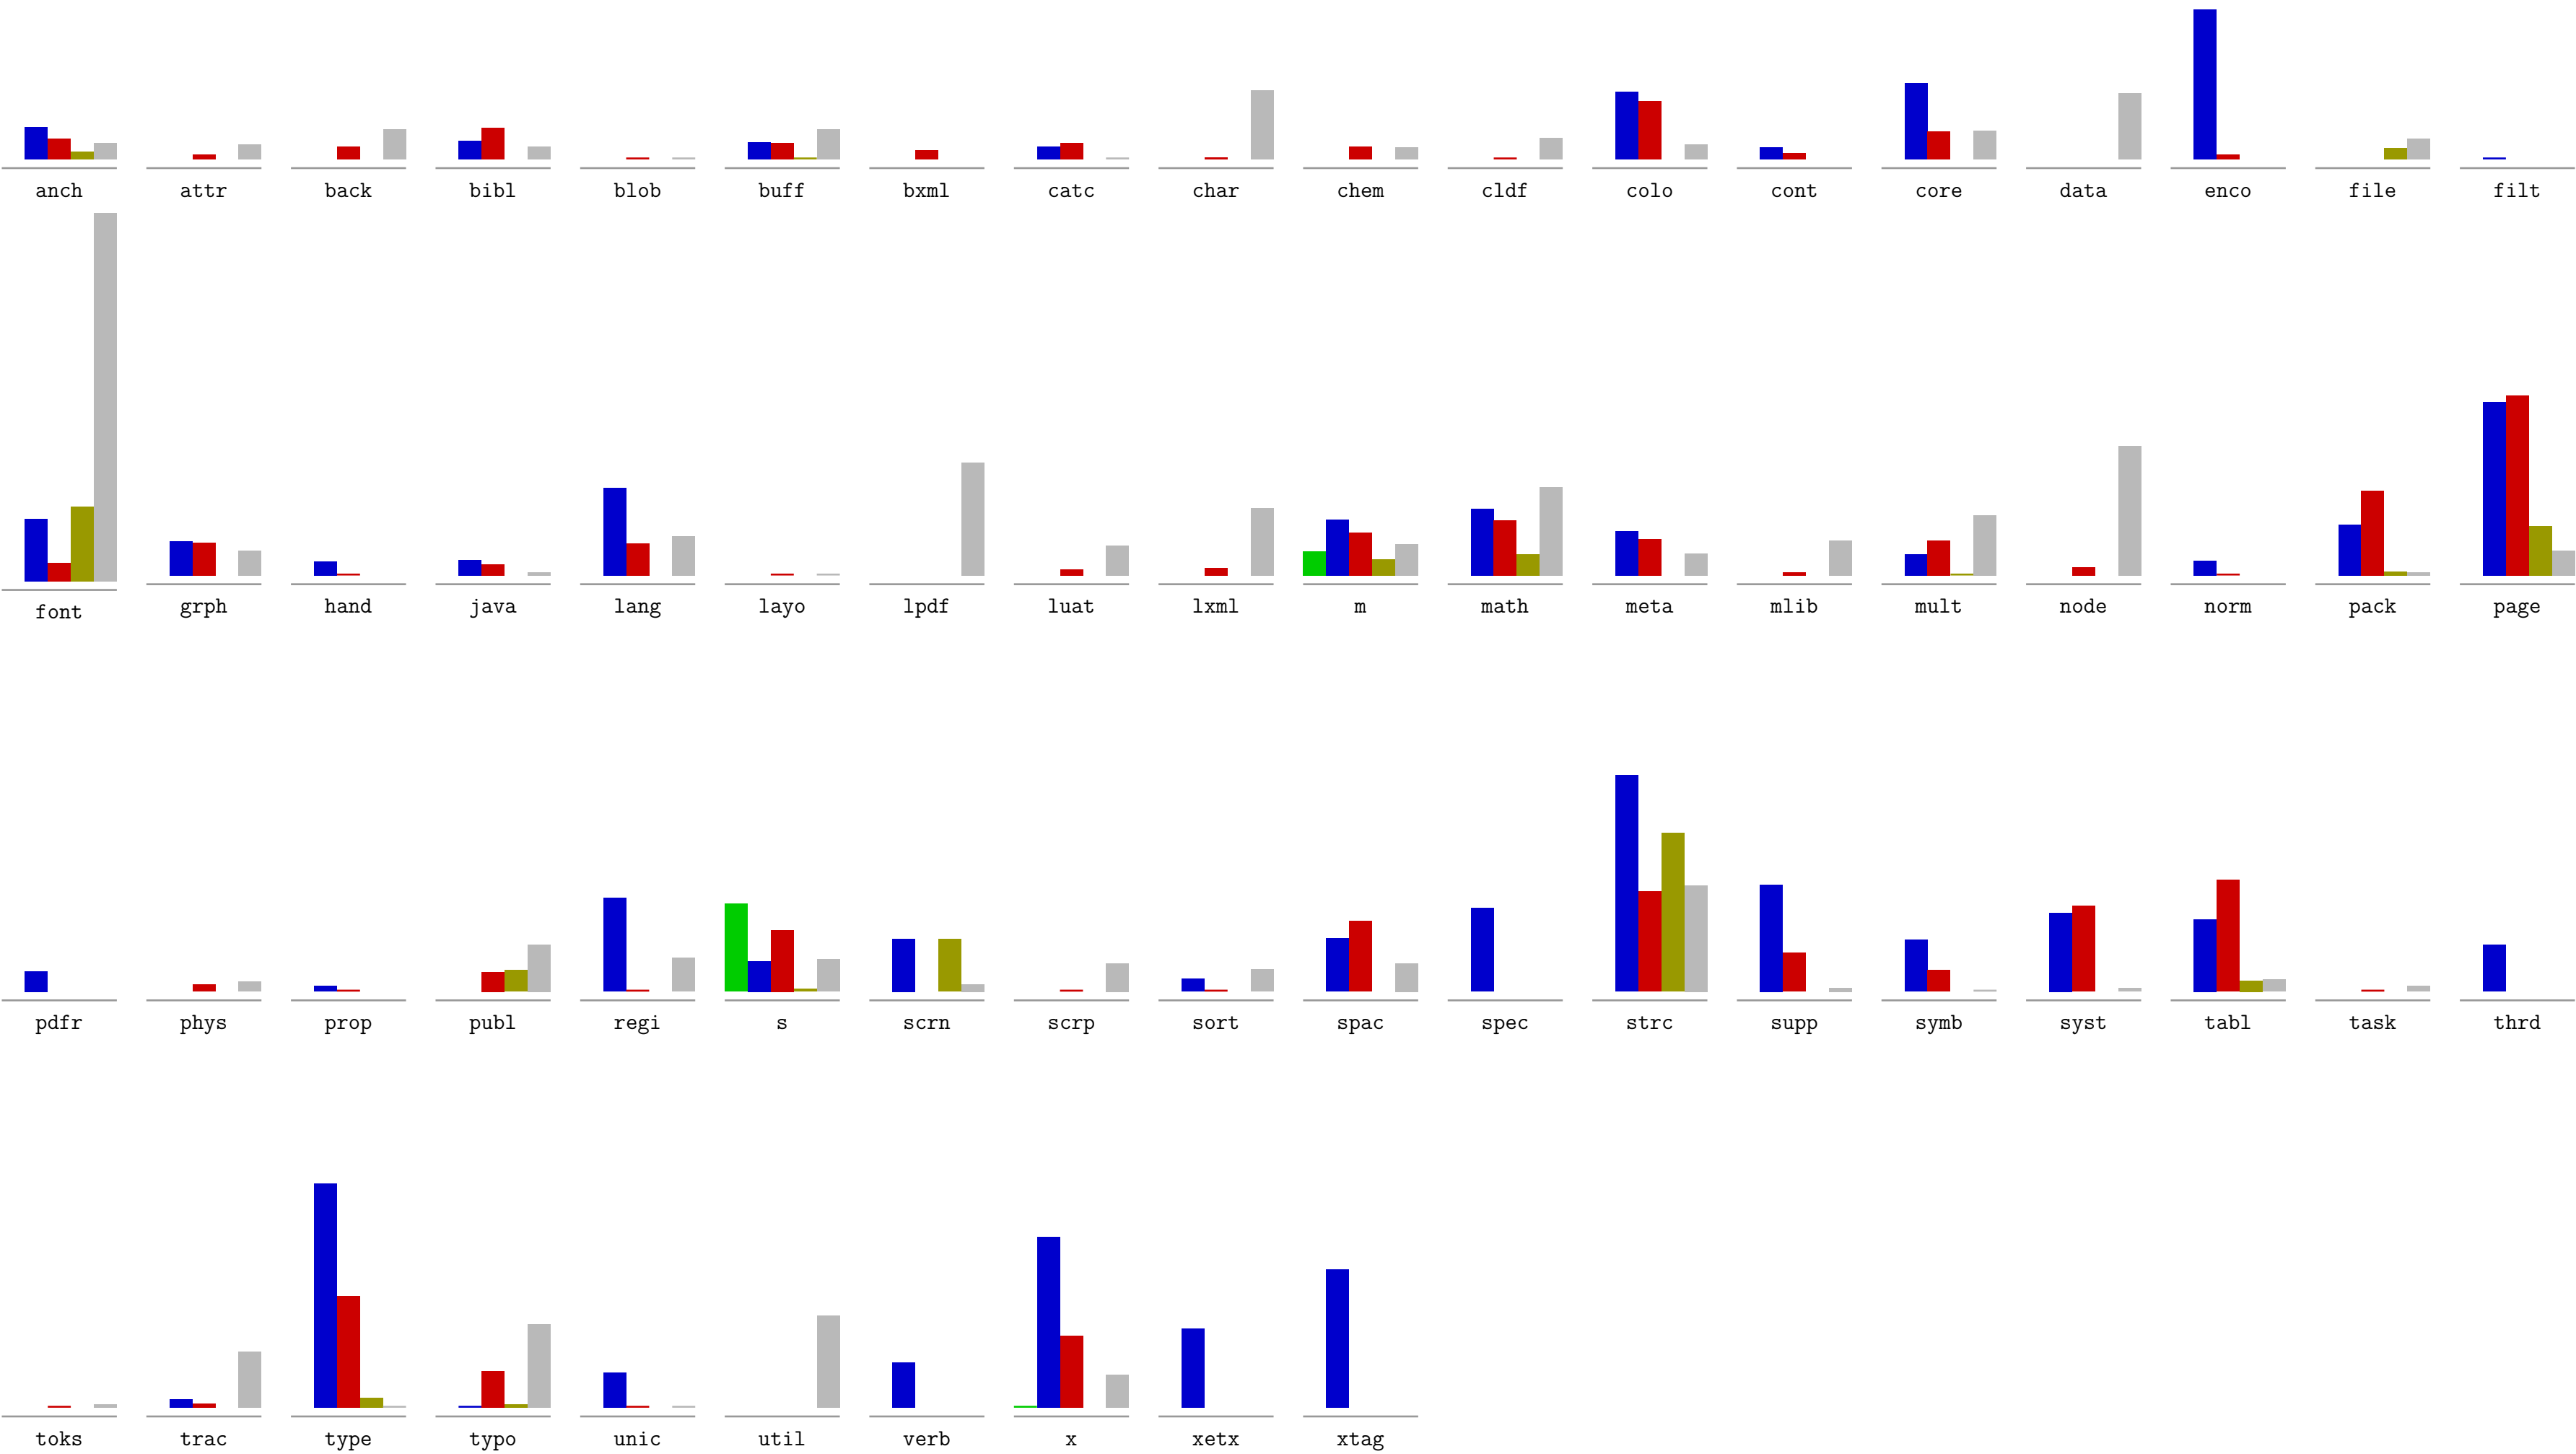 anch attr back bibl blob buff bxml catc char chem cldf colo cont core data enco file filt
font grph hand java lang layo lpdf luat lxml m math meta mlib mult node norm pack page
pdfr phys prop publ regi s scrn scrp sort spac spec strc supp symb syst tabl task thrd
toks trac type typo unic util verb x xetx xtag